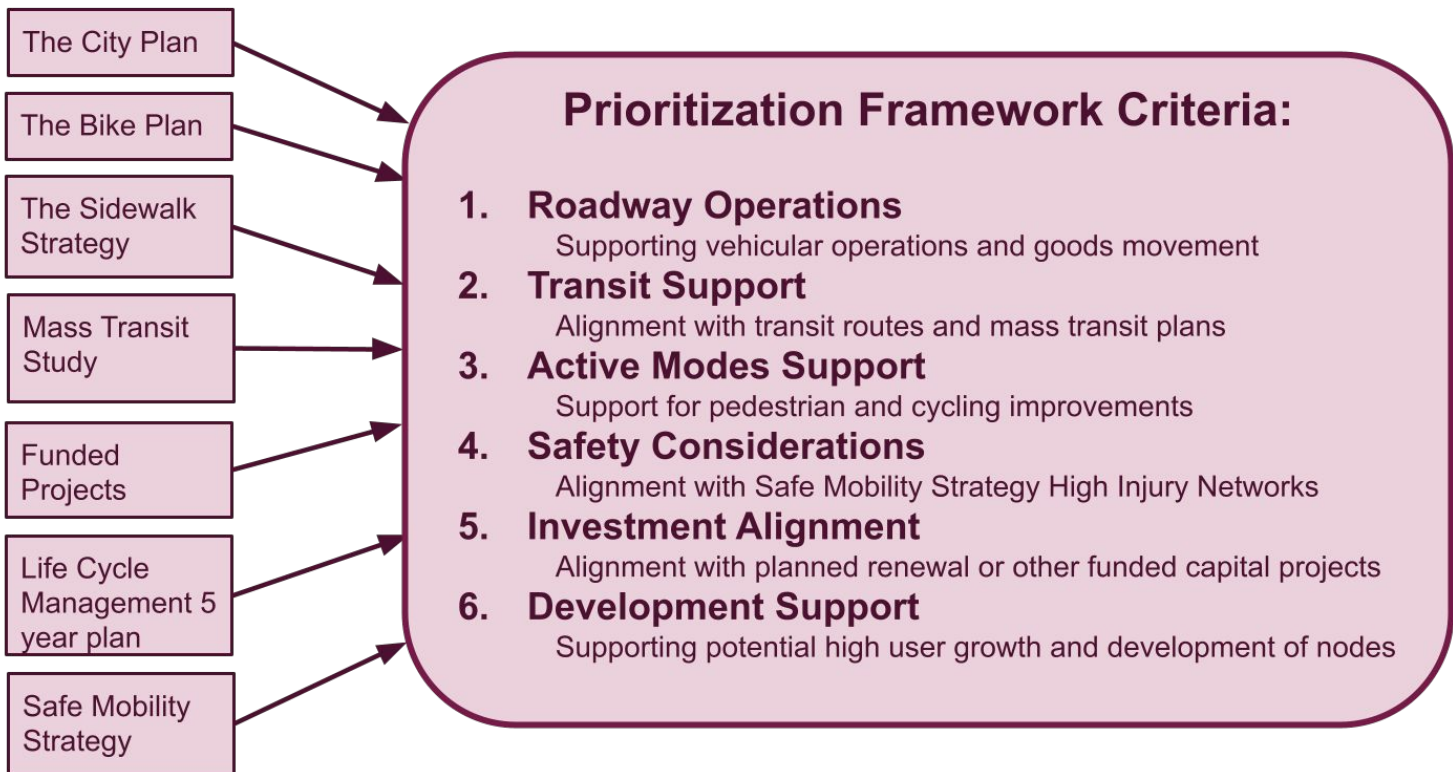 The City Plan
The Bike Plan
The Sidewalk
Strategy
Mass Transit
Study
Funded
Projects
Life Cycle
Management 5
year plan
Safe Mobility
Strategy
Prioritization Framework Criteria:
1. Roadway Operations
Supporting vehicular operations and goods movement
2. Transit Support
Alignment with transit routes and mass transit plans
3. Active Modes Support
Support for pedestrian and cycling improvements
4. Safety Considerations
Alignment with Safe Mobility Strategy High Injury Networks
5. Investment Alignment
Alignment with planned renewal or other funded capital projects
6. Development Support
Supporting potential high user growth and development of nodes